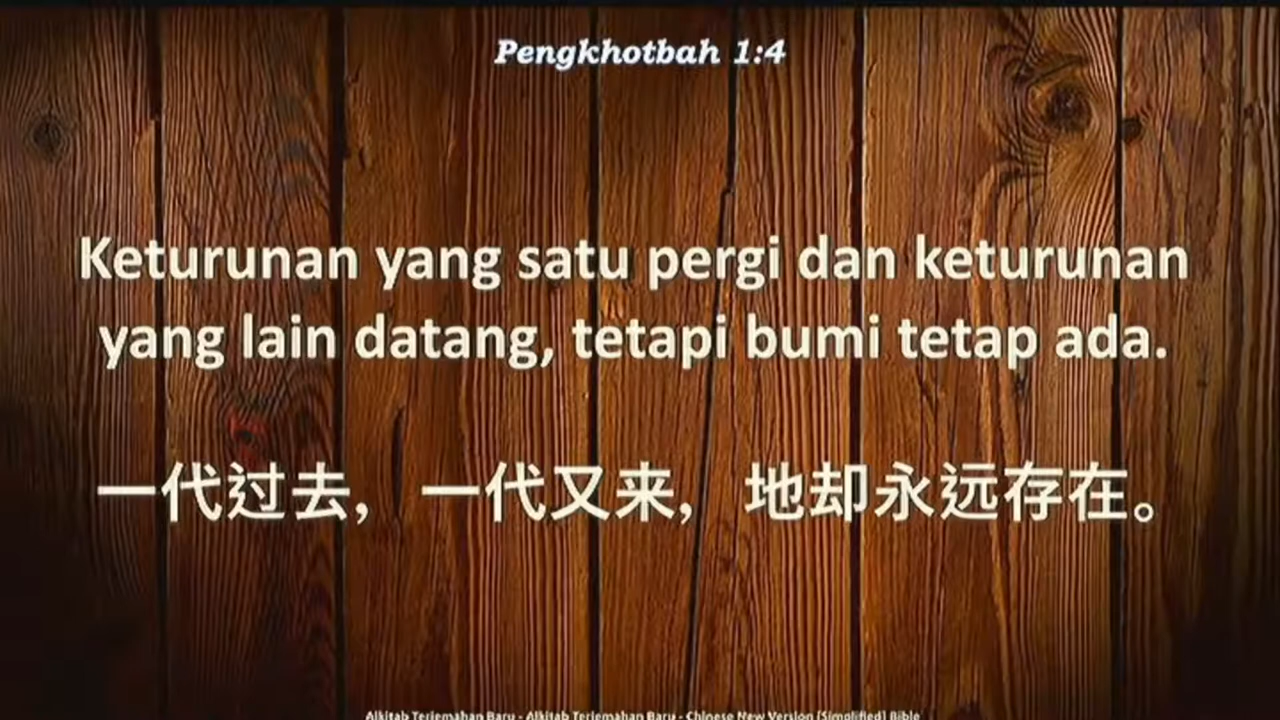 Pengkhotbah 1:4
Keturunan yang satu pergi dan keturunan
yang lain datang, tetapi bumi tetap ada.
一代过去, 一代又来, 地却永远存在。
Alkitab Terjemahan Baru - Alkitab Terjemahan Baru - Chinese New Version (Simplified) Bible